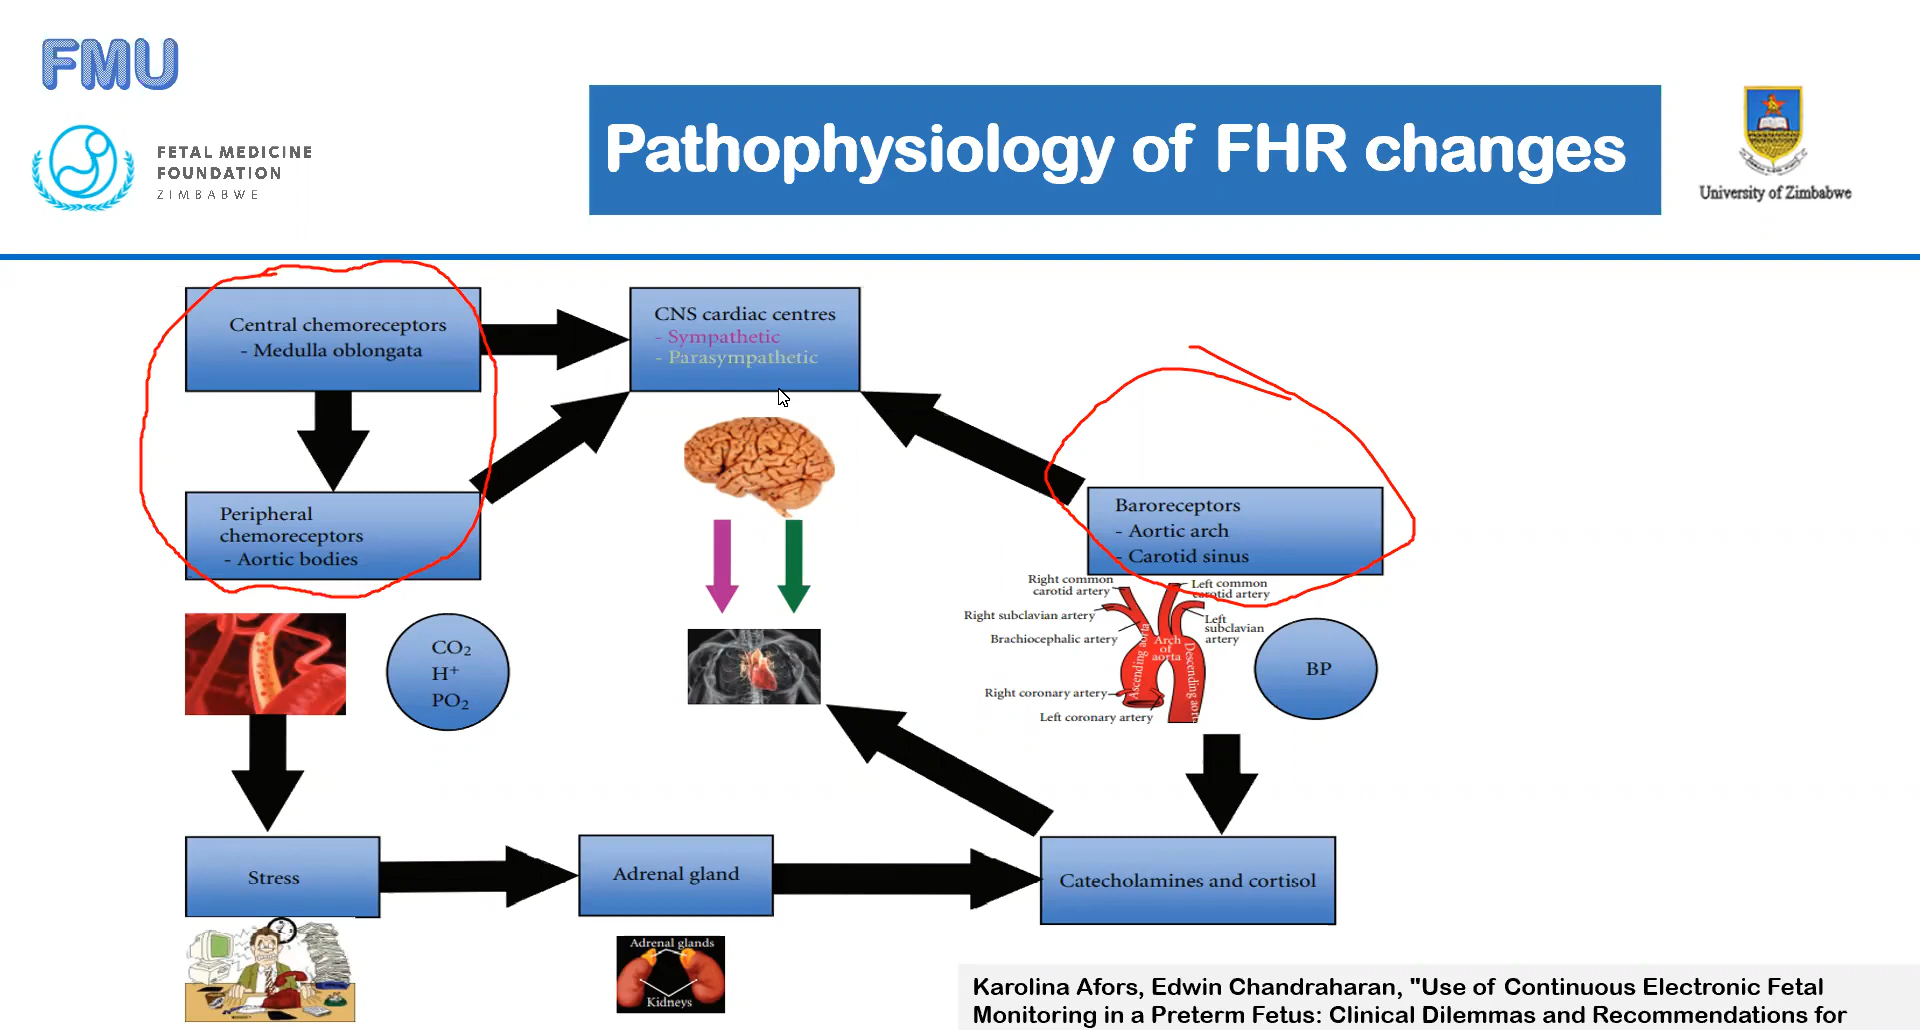 FMU
FETAL MEDICINE
FOUNDATION
ZIMBABWE
Pathophysiology of FHR changes
University of Zimbabwe
Central chemoreceptors
- Medulla oblongata
CNS cardiac centres
- Sympathetic
- Parasympathetic
Peripheral
chemoreceptors
- Aortic bodies
Baroreceptors
- Aortic arch
- Carotid sinus
CO₂
H⁺
PO₂
Right common
carotid artery
Left common
carotid artery
Right subclavian artery
Left
subclavian
artery
Brachiocephalic artery
Arch
of
aorta
Ascending aorta
Descending aorta
Right coronary artery
Left coronary artery
BP
Stress
Adrenal gland
Catecholamines and cortisol
Adrenal glands
Kidneys
Karolina Afors, Edwin Chandraharan, "Use of Continuous Electronic Fetal
Monitoring in a Preterm Fetus: Clinical Dilemmas and Recommendations for